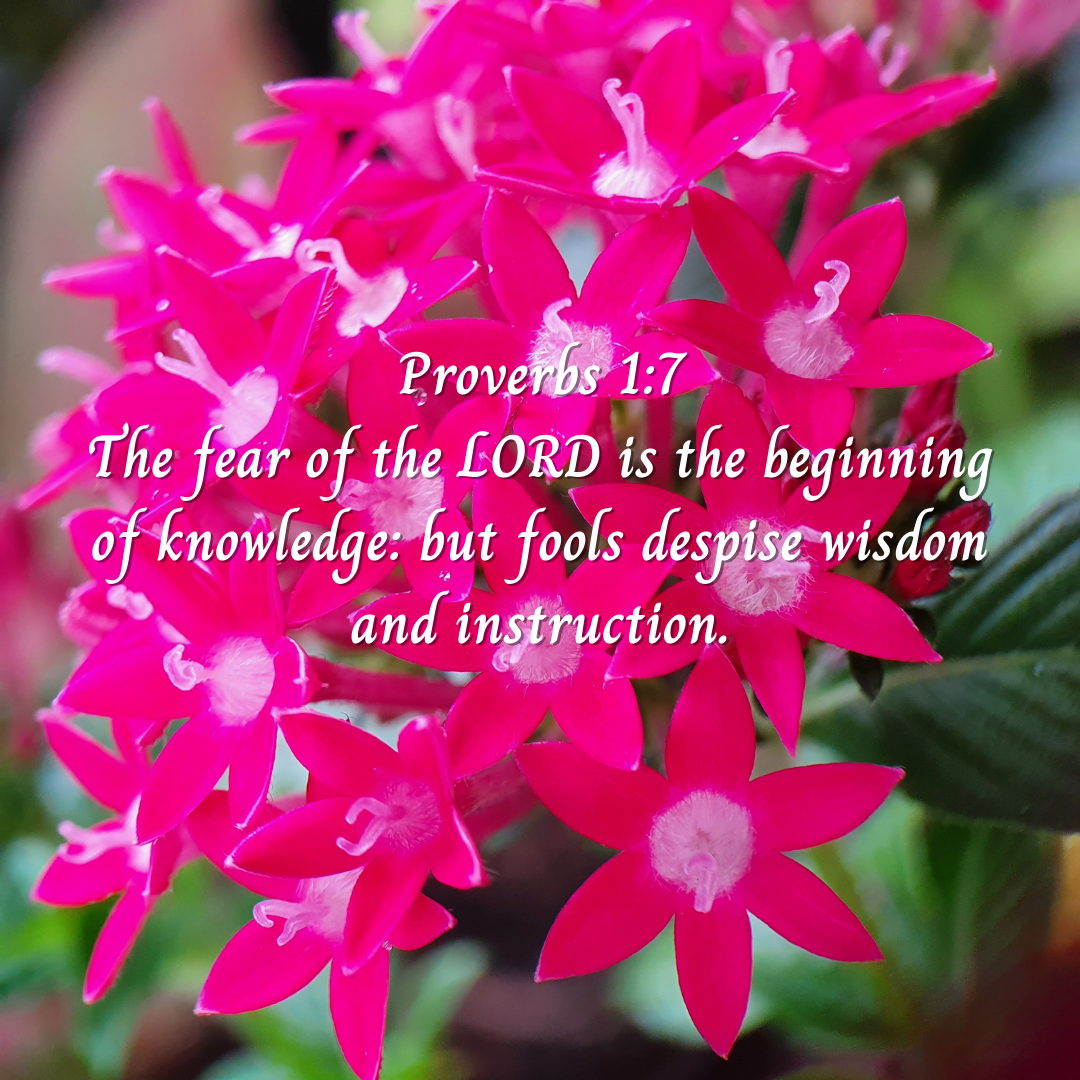 Proverbs 1:7
The fear of the LORD is the beginning
of knowledge: but fools despise wisdom
and instruction.